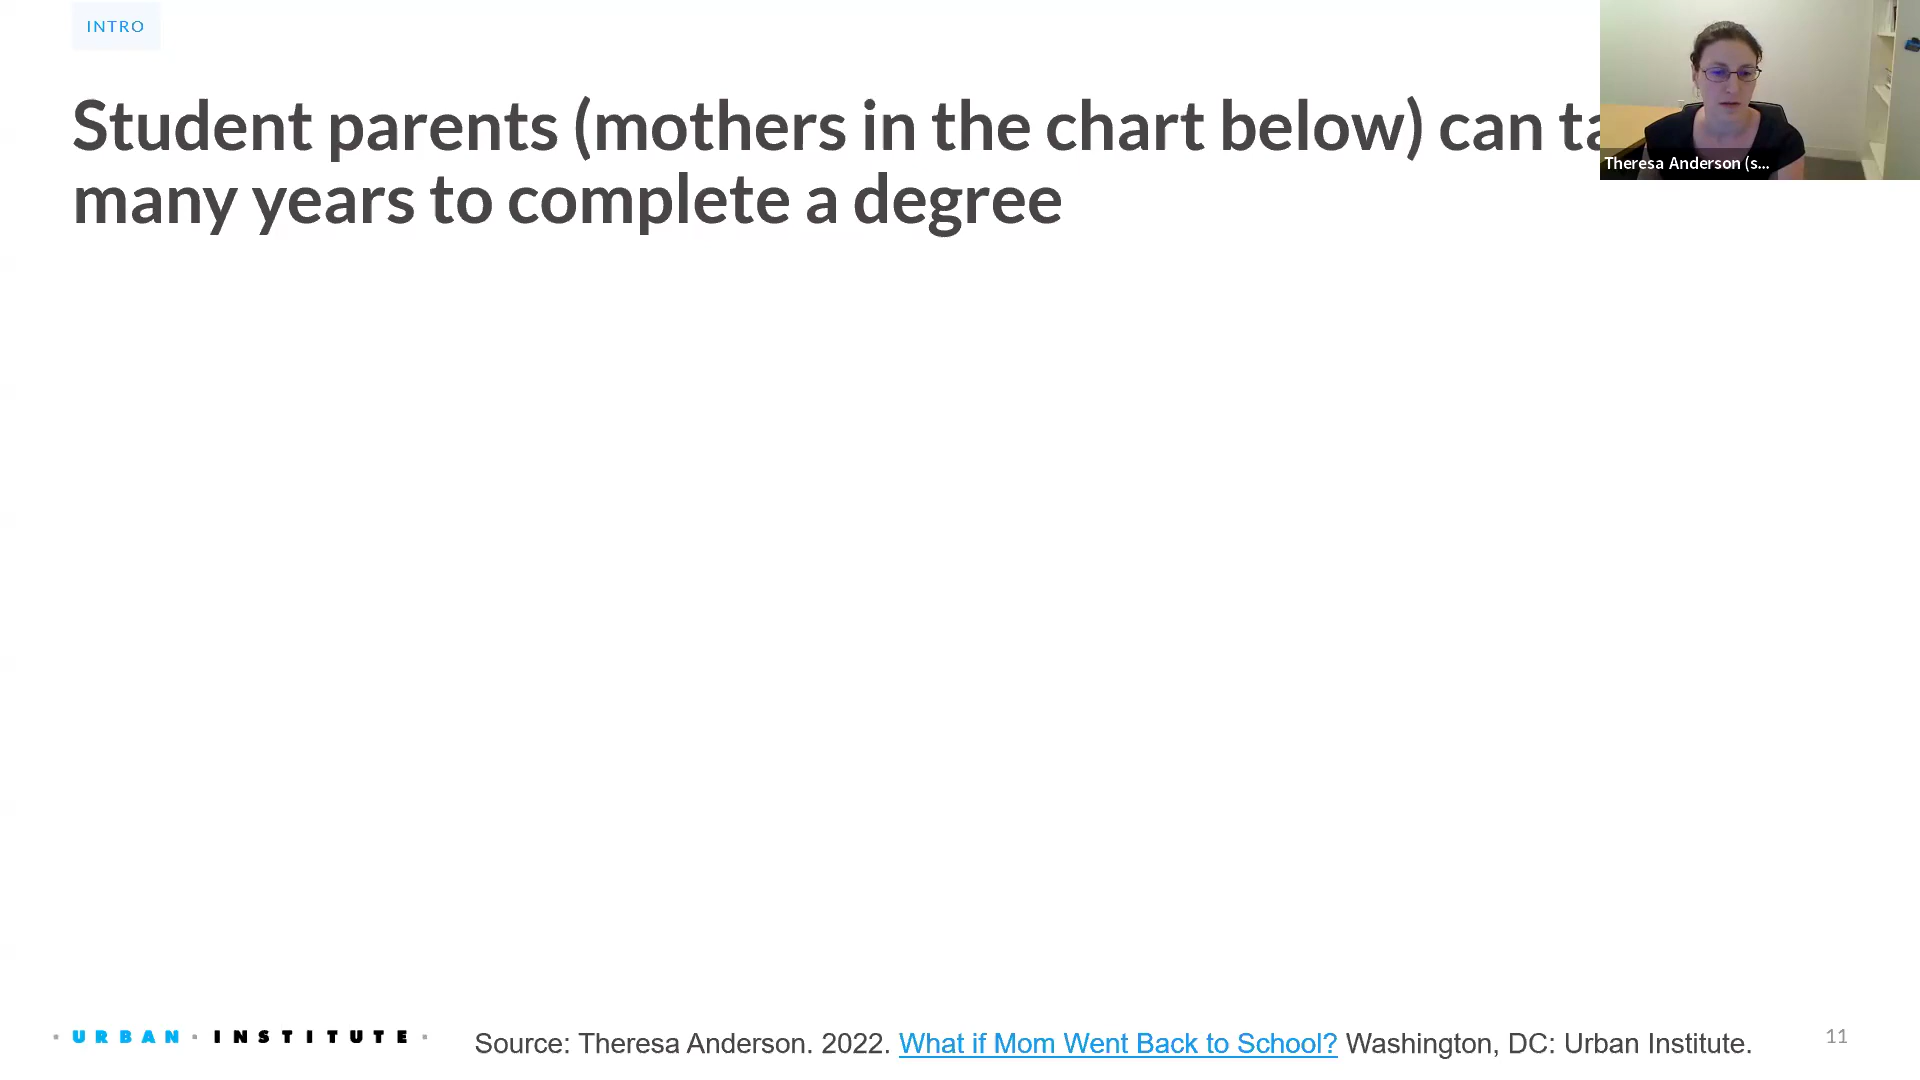 INTRO
Student parents (mothers in the chart below) can ta
many years to complete a degree
Theresa Anderson (s...
URBAN · INSTITUTE
Source: Theresa Anderson. 2022. What if Mom Went Back to School? Washington, DC: Urban Institute.
11